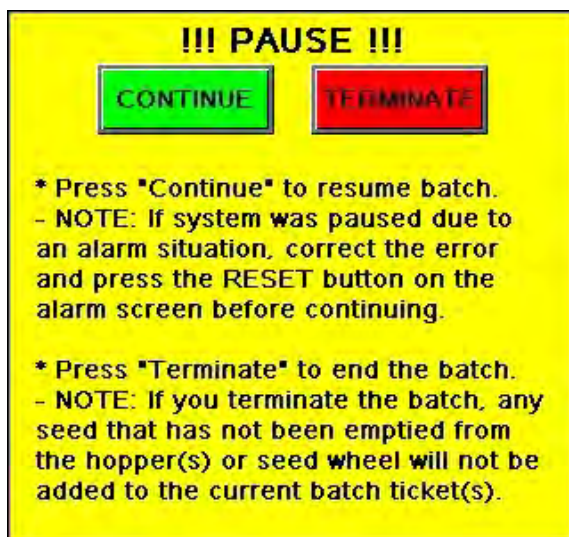 !!! PAUSE !!!
CONTINUE TERMINATE
* Press "Continue" to resume batch.
- NOTE: If system was paused due to
an alarm situation, correct the error
and press the RESET button on the
alarm screen before continuing.
* Press "Terminate" to end the batch.
- NOTE: If you terminate the batch, any
seed that has not been emptied from
the hopper(s) or seed wheel will not be
added to the current batch ticket(s).